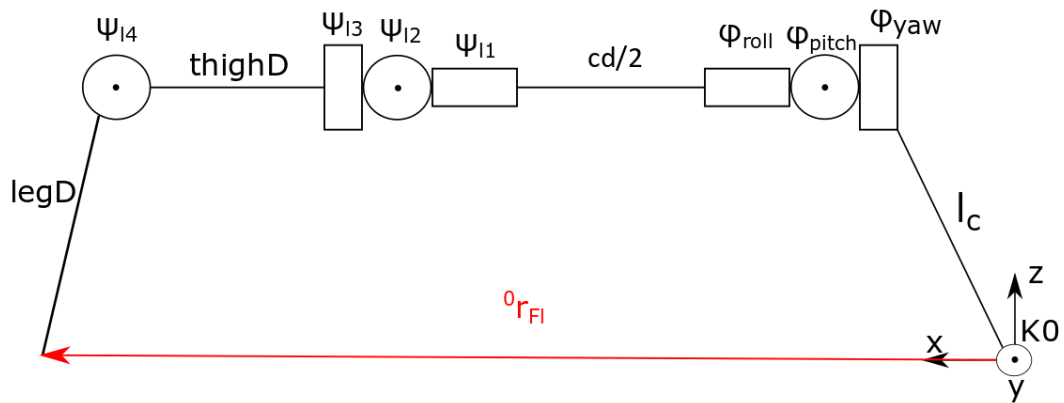 Ψl4
thighD
Ψl3
Ψl2
Ψl1
cd/2
φroll
φpitch
φyaw
legD
lc
0rFl
x
z
K0
y